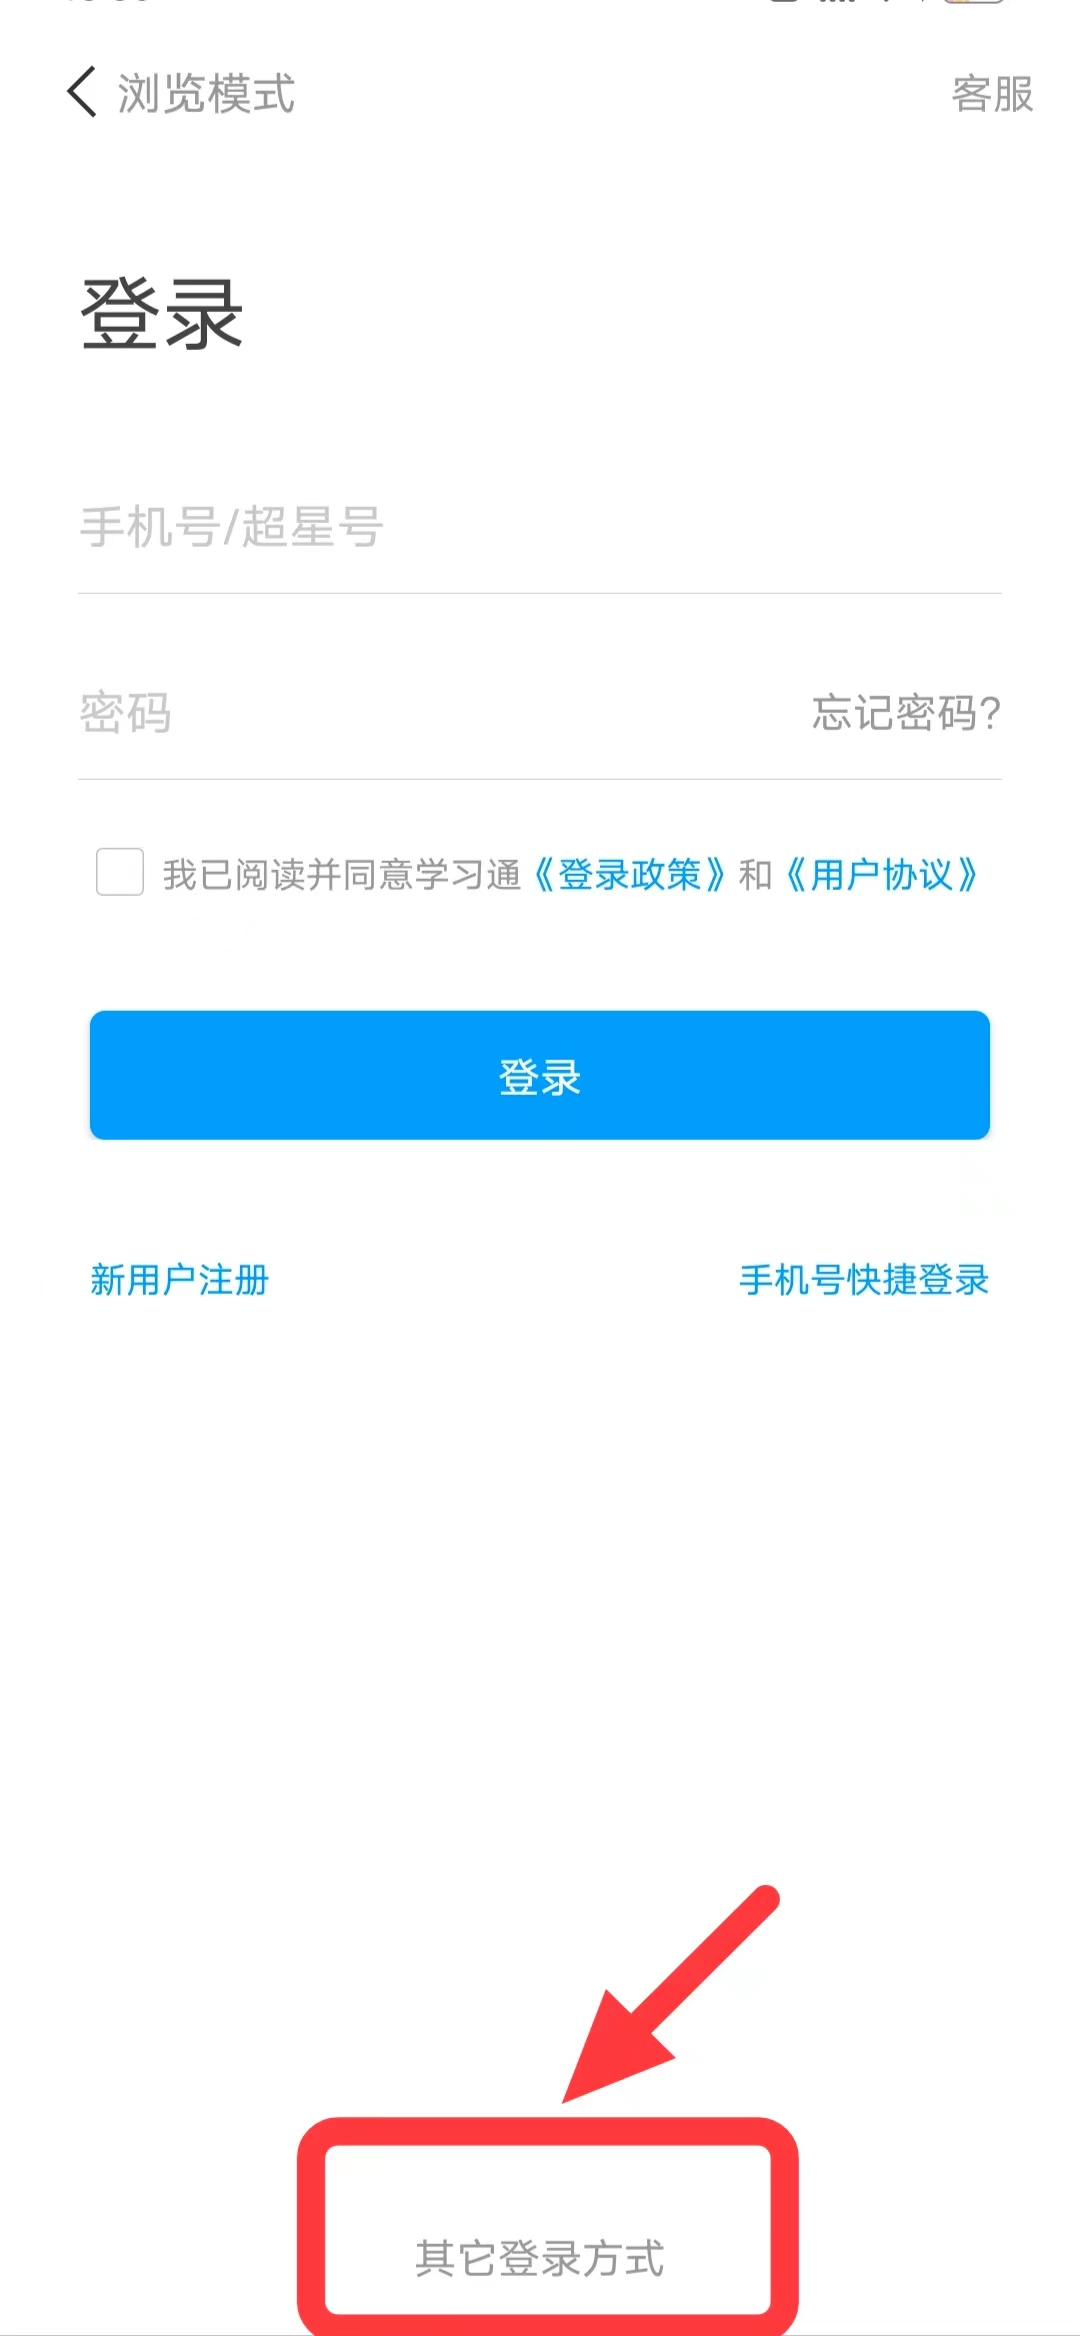 浏览模式
客服
登录
手机号/超星号
密码
忘记密码?
我已阅读并同意学习通《登录政策》和《用户协议》
登录
新用户注册
手机号快捷登录
其它登录方式